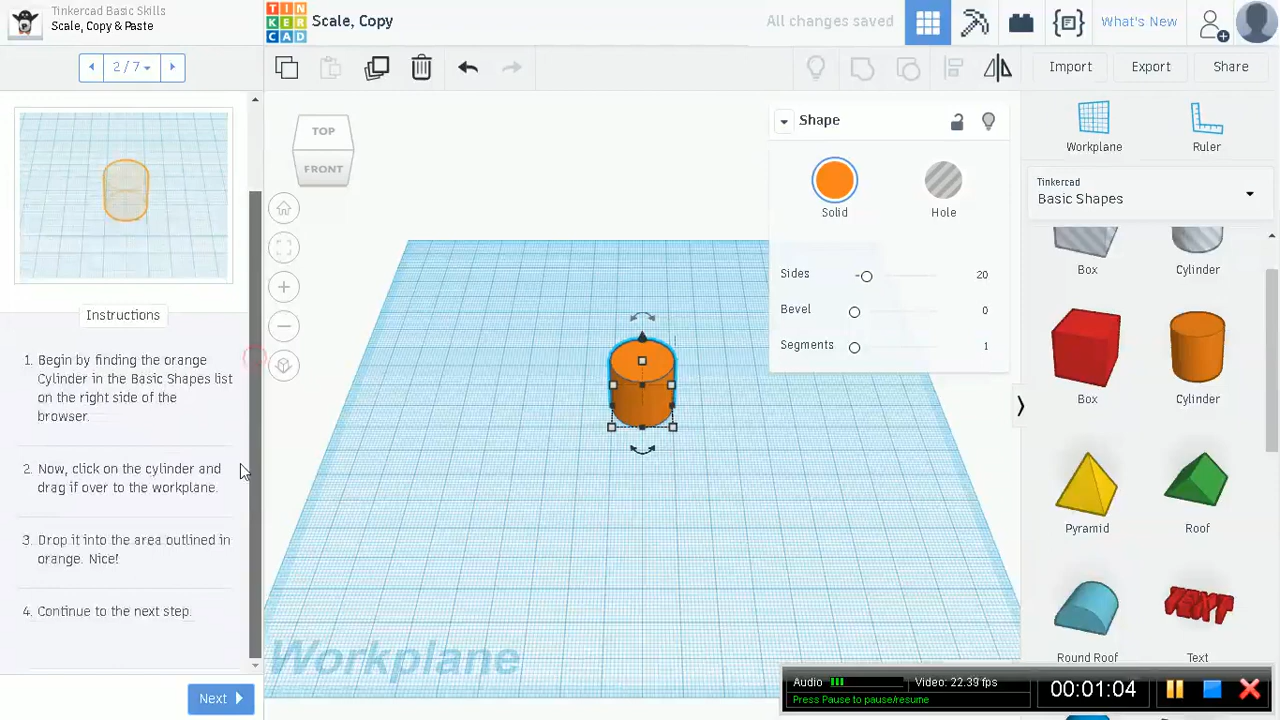 Tinkercad Basic Skills
Scale, Copy & Paste
TIN
KER
CAD
Scale, Copy
All changes saved
What's New
2 / 7
Import
Export
Share
TOP
FRONT
Shape
Solid
Hole
Sides
20
Bevel
0
Segments
1
Workplane
Ruler
Tinkercad
Basic Shapes
Box
Cylinder
Box
Cylinder
Pyramid
Roof
Round Roof
Text
TEXT
Instructions
1. Begin by finding the orange
Cylinder in the Basic Shapes list
on the right side of the
browser.
2. Now, click on the cylinder and
drag if over to the workplane.
3. Drop it into the area outlined in
orange. Nice!
4. Continue to the next step.
Next
Workplane
Audio
Video: 22.39 fps
Press Pause to pause/resume
00:01:04